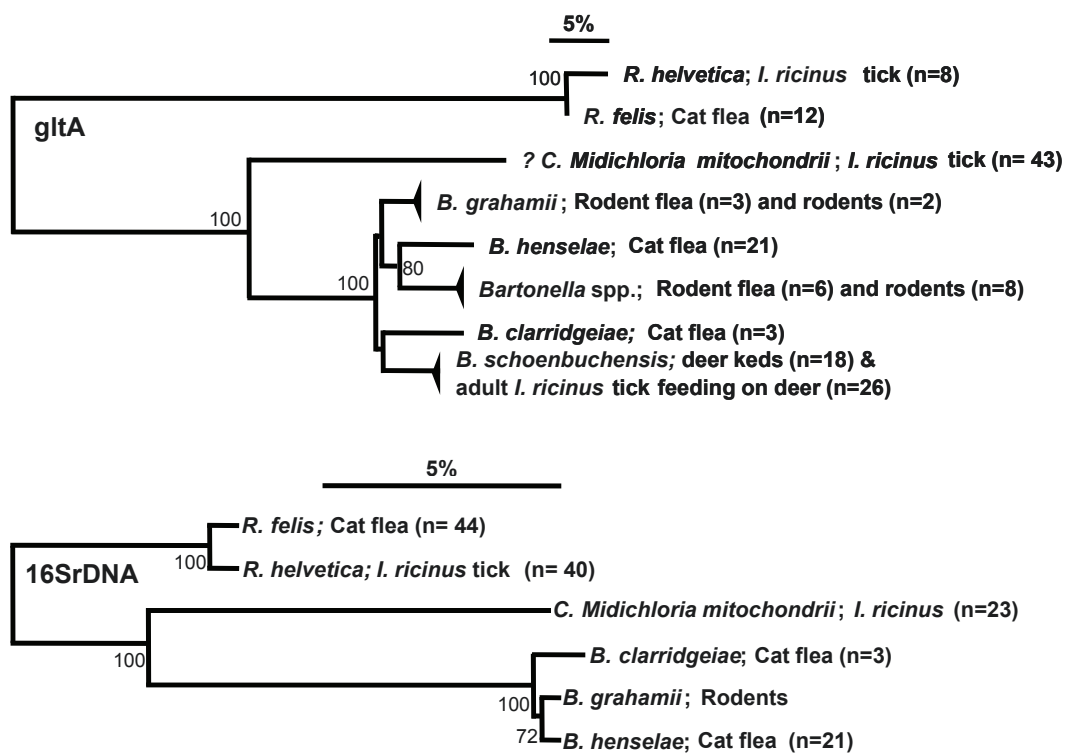 5%
100
R. helvetica; I. ricinus tick (n=8)
R. felis; Cat flea (n=12)
gltA
? C. Midichloria mitochondrii; I. ricinus tick (n= 43)
100
B. grahamii; Rodent flea (n=3) and rodents (n=2)
B. henselae; Cat flea (n=21)
80
100
Bartonella spp.; Rodent flea (n=6) and rodents (n=8)
B. clarridgeiae; Cat flea (n=3)
B. schoenbuchensis; deer keds (n=18) &
adult I. ricinus tick feeding on deer (n=26)
5%
R. felis; Cat flea (n= 44)
100
R. helvetica; I. ricinus tick (n= 40)
16SrDNA
C. Midichloria mitochondrii; I. ricinus (n=23)
100
B. clarridgeiae; Cat flea (n=3)
100
B. grahamii; Rodents
72
B. henselae; Cat flea (n=21)